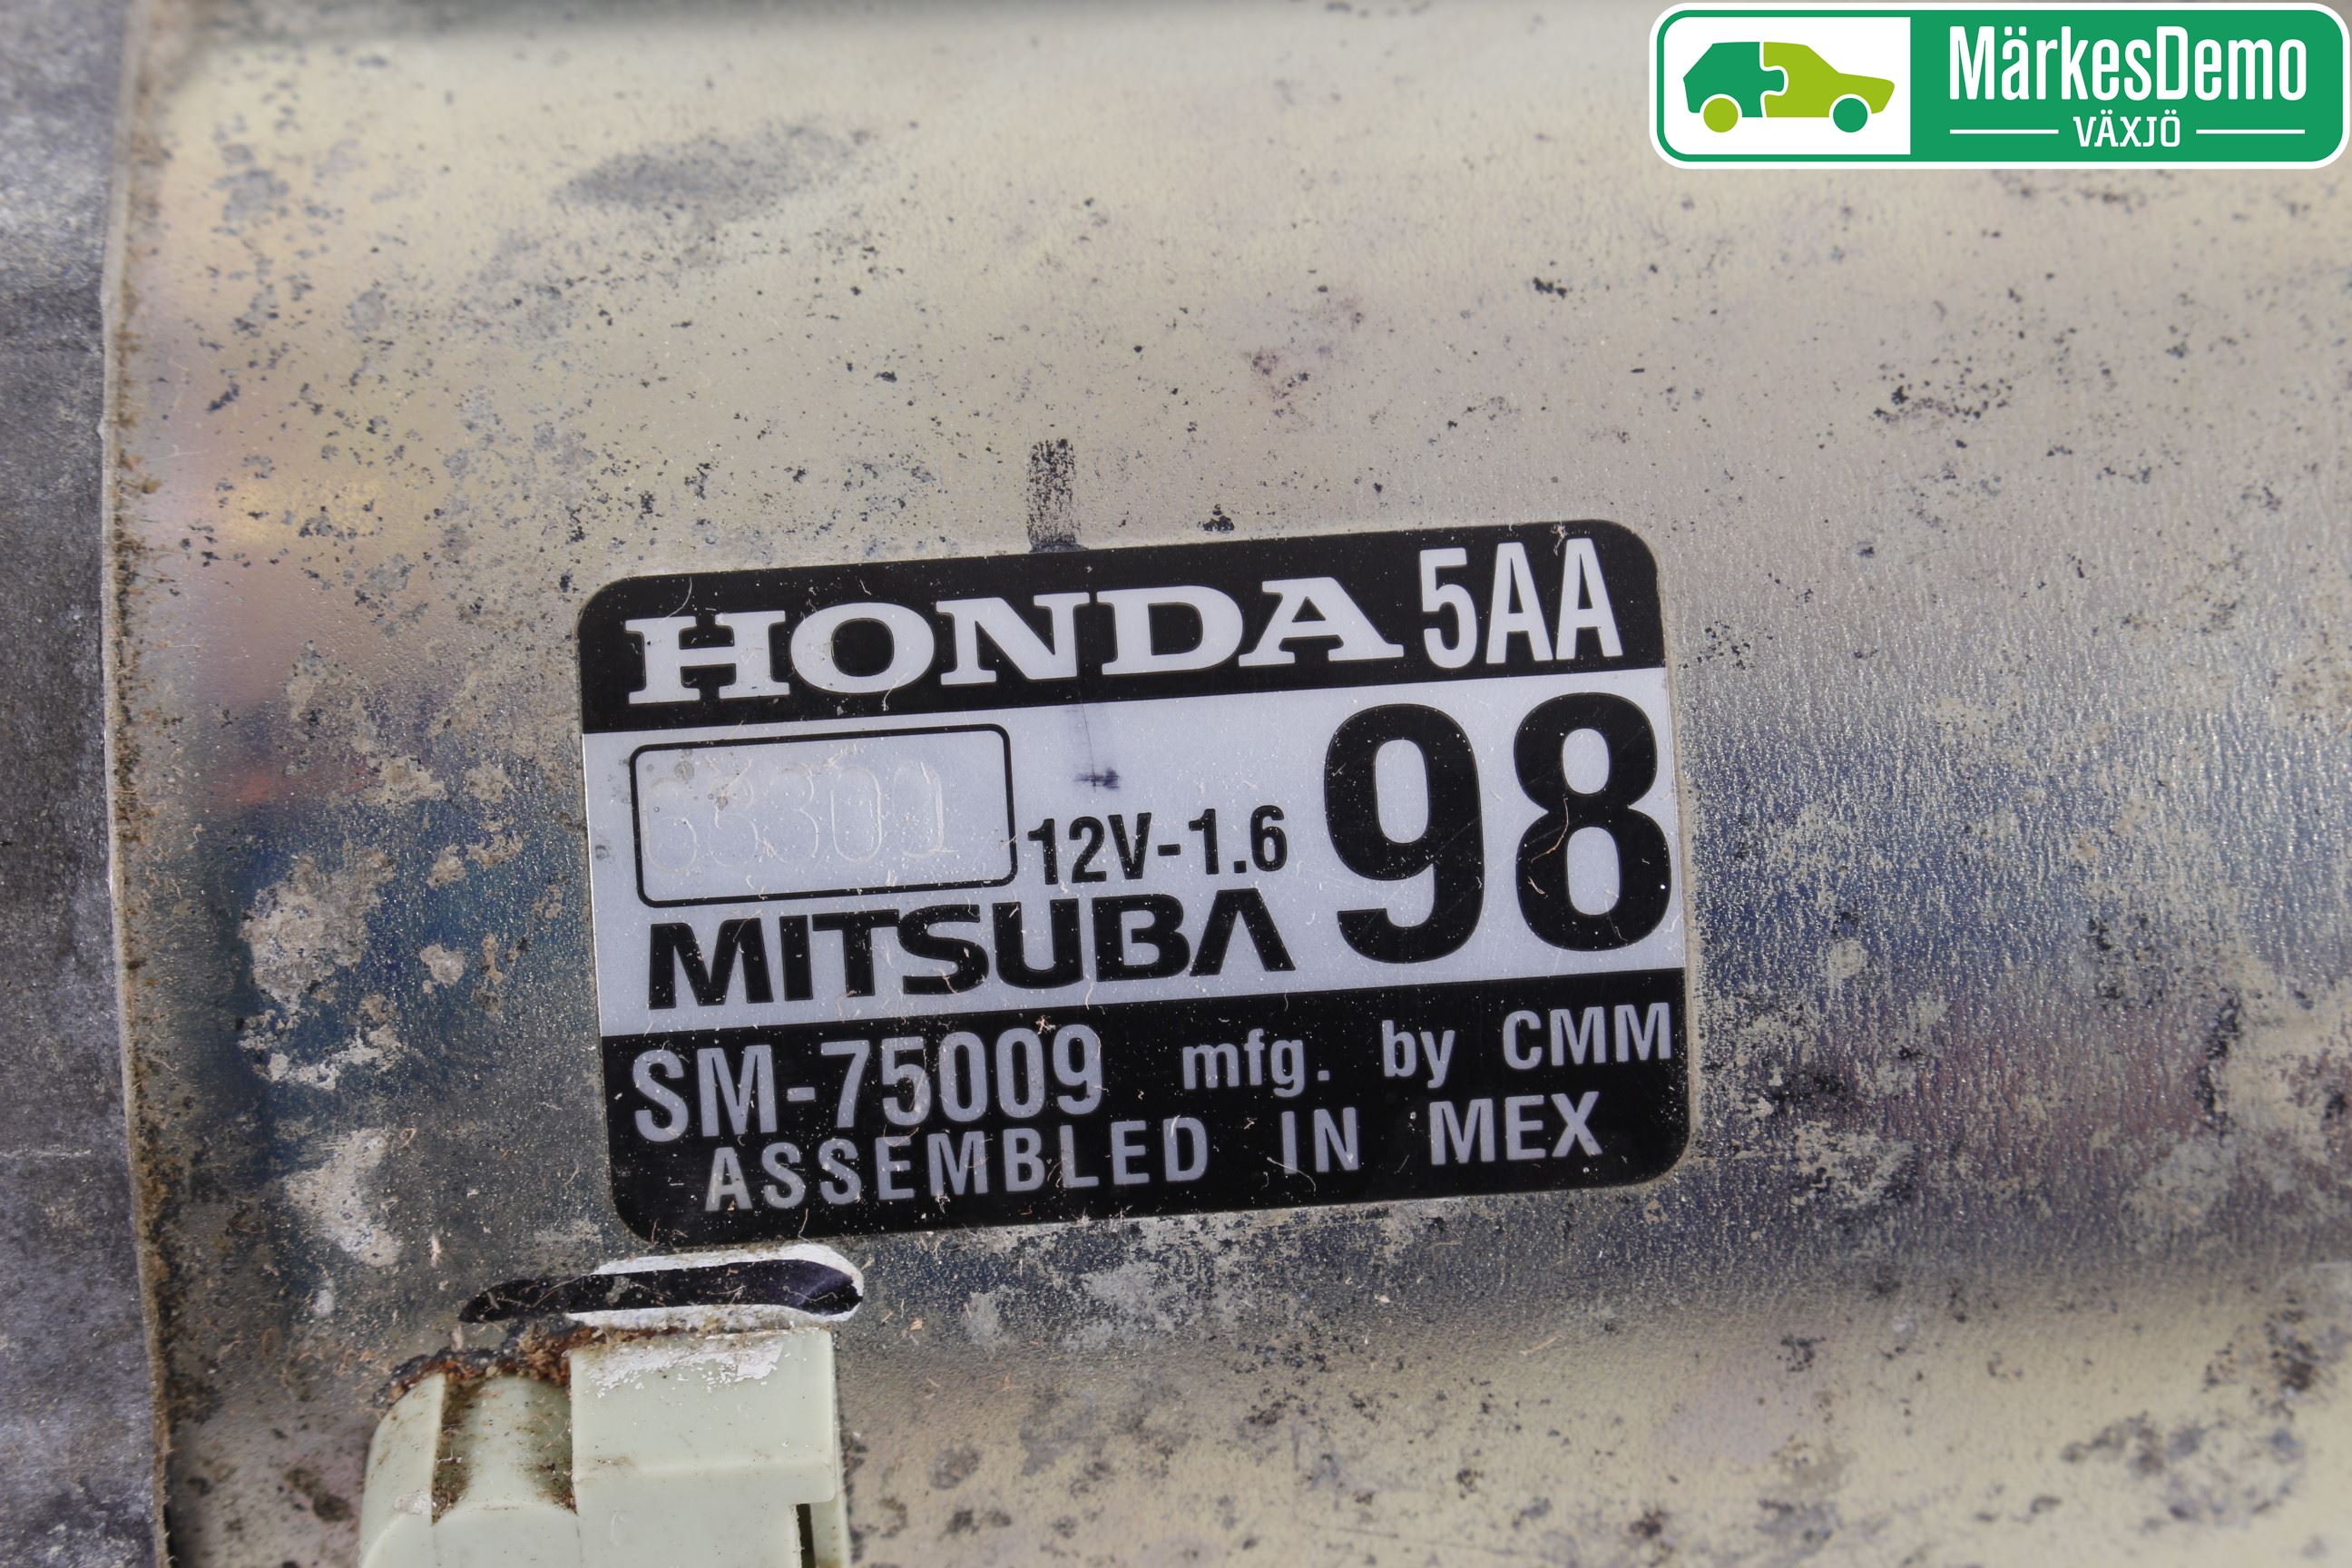 MärkesDemo
VÄXJÖ
HONDA 5AA
12V-1.6
98
MITSUBA
SM-75009 mfg. by CMM
ASSEMBLED IN MEX